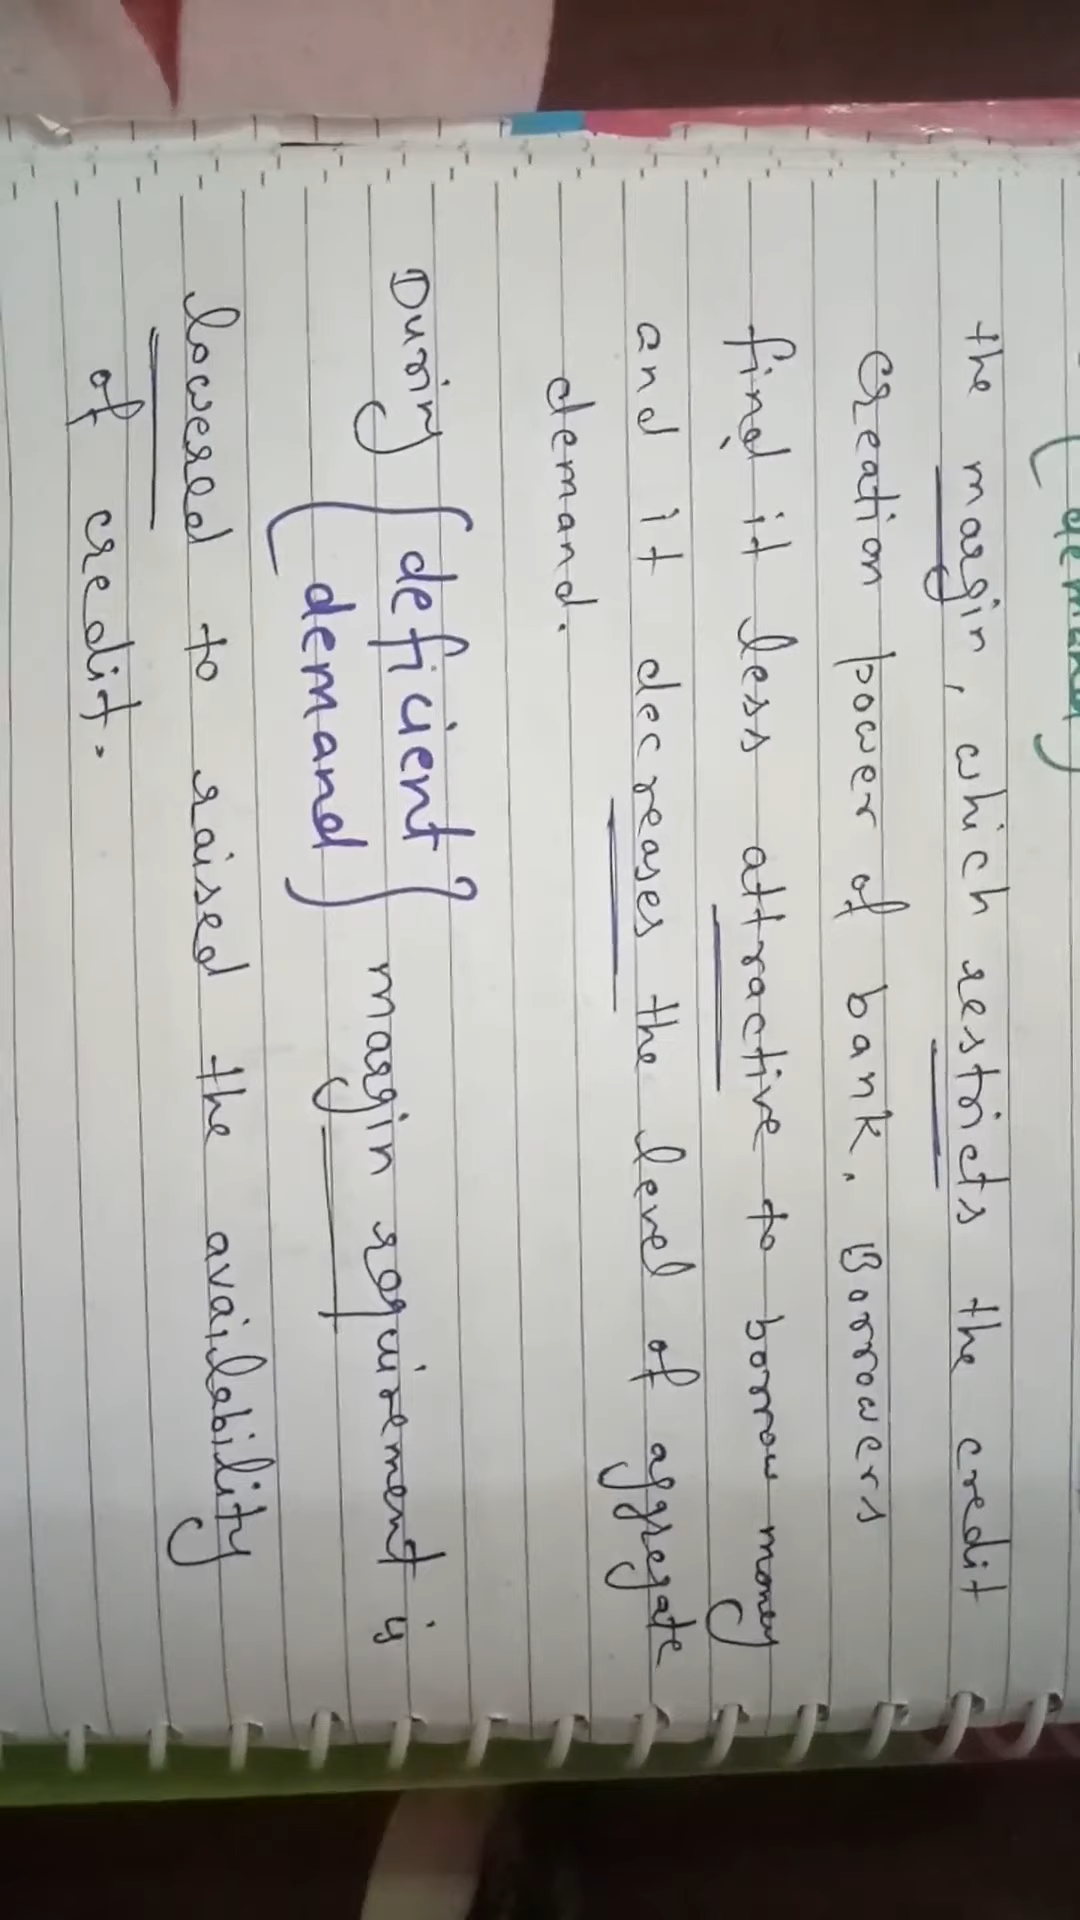 demand)
the margin, which restricts the credit
creation power of bank. Borrowers
find it less attractive to borrow money
and it decreases the level of aggregate
demand.
During {deficient} margin requirement is
(demand)
lowered to raised the availability
of credit.